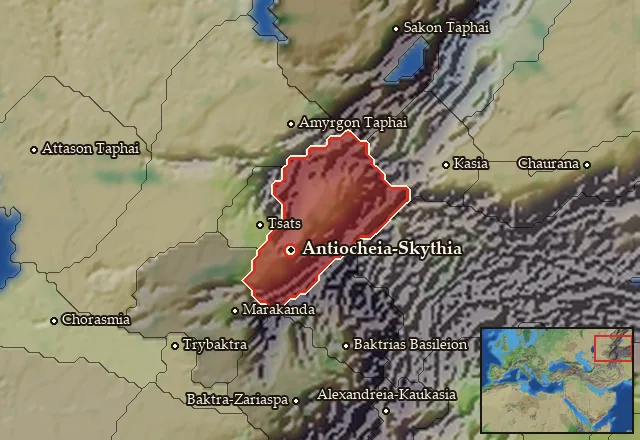 Sakon Taphai
Amyrgon Taphai
Attason Taphai
Kasia
Chaurana
Tsats
Antiocheia-Skythia
Marakanda
Chorasmia
Trybaktra
Baktrias Basileion
Baktra-Zariaspa
Alexandreia-Kaukasia